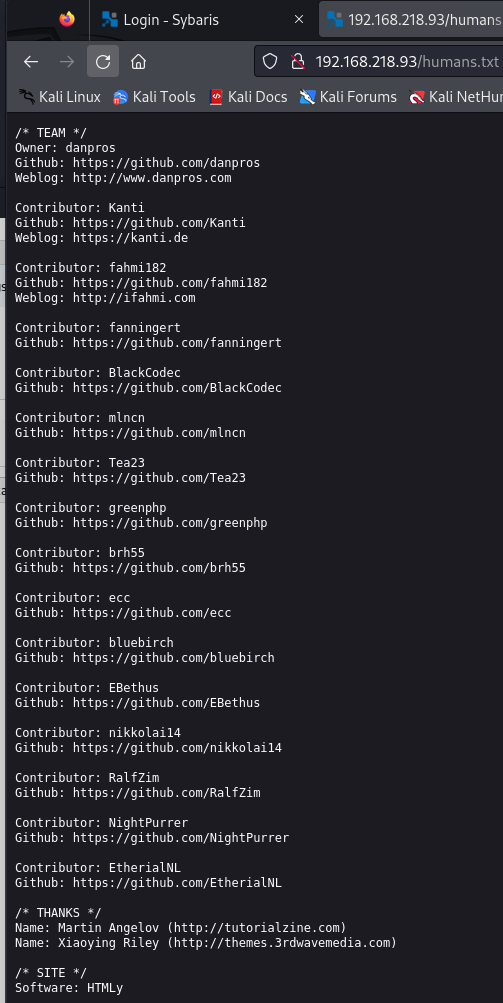 Login - Sybaris
192.168.218.93/humans
192.168.218.93/humans.txt
Kali Linux
Kali Tools
Kali Docs
Kali Forums
Kali NetHun
/* TEAM */
Owner: danpros
Github: https://github.com/danpros
Weblog: http://www.danpros.com
Contributor: Kanti
Github: https://github.com/Kanti
Weblog: https://kanti.de
Contributor: fahmi182
Github: https://github.com/fahmi182
Weblog: http://ifahmi.com
Contributor: fanningert
Github: https://github.com/fanningert
Contributor: BlackCodec
Github: https://github.com/BlackCodec
Contributor: mlncn
Github: https://github.com/mlncn
Contributor: Tea23
Github: https://github.com/Tea23
Contributor: greenphp
Github: https://github.com/greenphp
Contributor: brh55
Github: https://github.com/brh55
Contributor: ecc
Github: https://github.com/ecc
Contributor: bluebirch
Github: https://github.com/bluebirch
Contributor: EBethus
Github: https://github.com/EBethus
Contributor: nikkolai14
Github: https://github.com/nikkolai14
Contributor: RalfZim
Github: https://github.com/RalfZim
Contributor: NightPurrer
Github: https://github.com/NightPurrer
Contributor: EtherialNL
Github: https://github.com/EtherialNL
/* THANKS */
Name: Martin Angelov (http://tutorialzine.com)
Name: Xiaoying Riley (http://themes.3rdwavemedia.com)
/* SITE */
Software: HTMLy